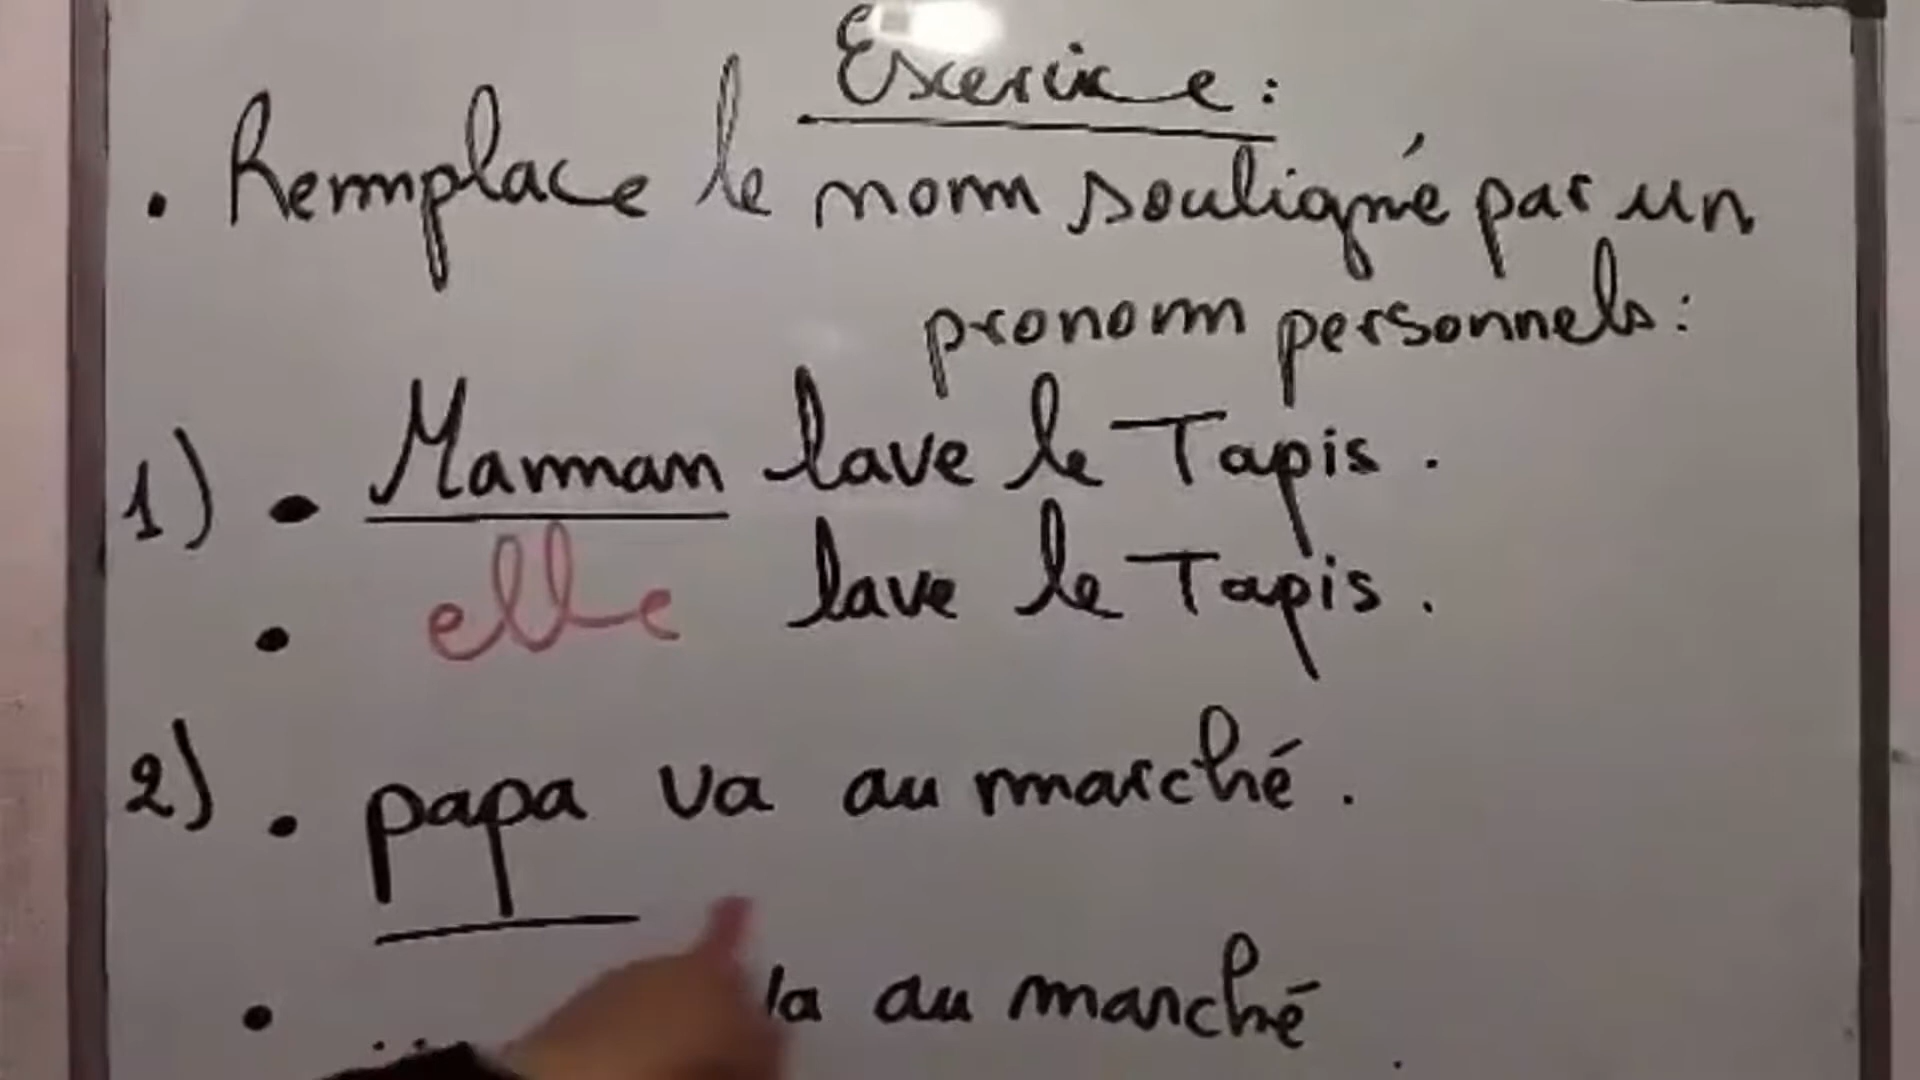 Exercice :
. Remplace le nom souligné par un
pronom personnels :
1) • Maman lave le Tapis .
• elle lave le Tapis .
2) . papa va au marché .
• .. au marché .